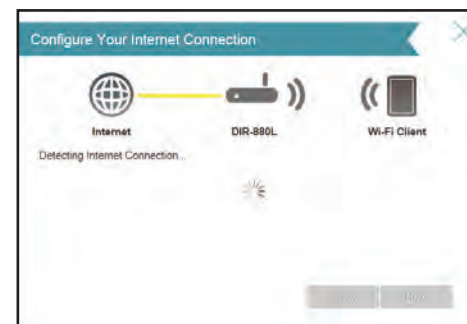 Configure Your Internet Connection
Internet DIR-880L Wi-Fi Client
Detecting Internet Connection...